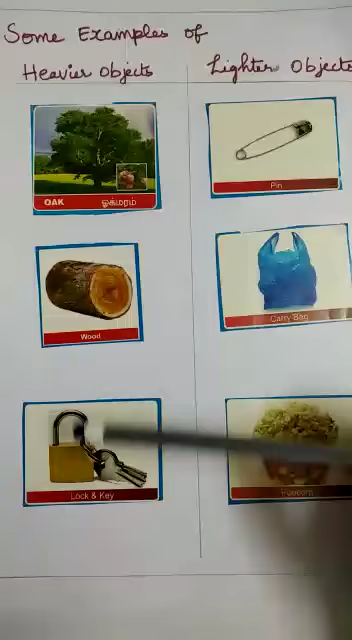 Some Examples of
Heavier Objects
Lighter Objects
OAK ஓக்மரம்
Pin
Wood
Carry Bag
Lock & Key
Popcorn